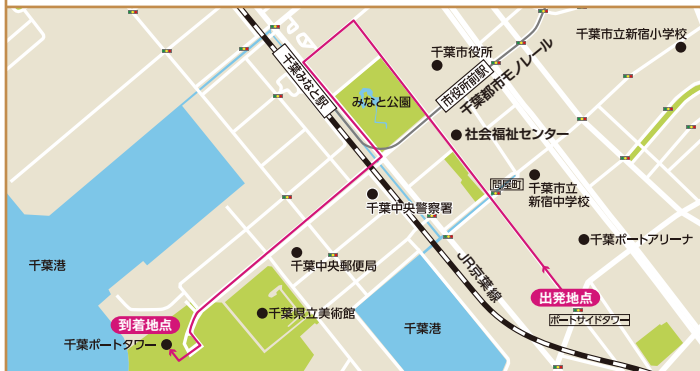 千葉市役所
千葉市立新宿小学校
千葉みなと駅
市役所前駅
千葉都市モノレール
みなと公園
社会福祉センター
問屋町
千葉市立
新宿中学校
千葉中央警察署
千葉ポートアリーナ
千葉港
千葉中央郵便局
JR京葉線
出発地点
千葉県立美術館
ポートサイドタワー
到着地点
千葉港
千葉ポートタワー